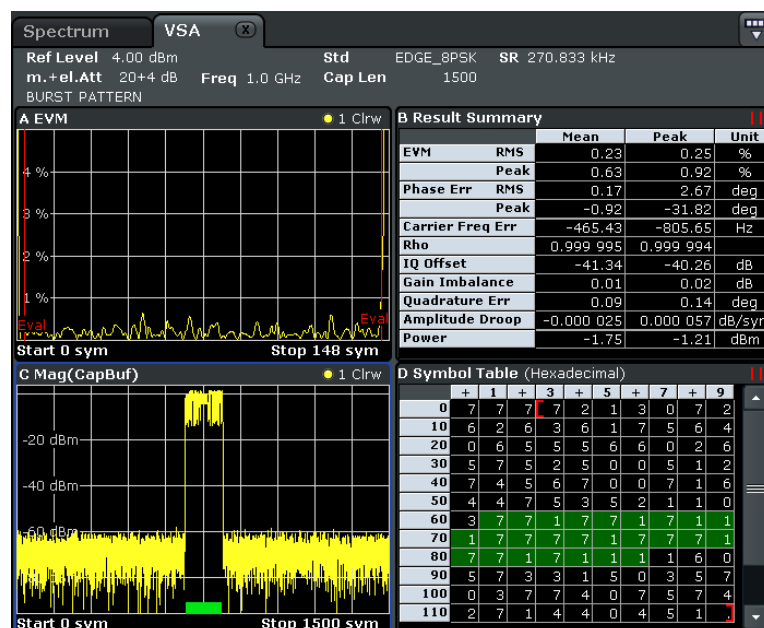 Spectrum VSA X
Ref Level 4.00 dBm Std EDGE_8PSK SR 270.833 kHz
m.+el.Att 20+4 dB Freq 1.0 GHz Cap Len 1500
BURST PATTERN
A EVM 1 Clrw
4 %
3 %
2 %
1 %
Eval Eval
Start 0 sym Stop 148 sym
B Result Summary
Mean Peak Unit
EVM RMS 0.23 0.25 %
Peak 0.63 0.92 %
Phase Err RMS 0.17 2.67 deg
Peak -0.92 -31.82 deg
Carrier Freq Err -465.43 -805.65 Hz
Rho 0.999 995 0.999 994
IQ Offset -41.34 -40.26 dB
Gain Imbalance 0.01 0.02 dB
Quadrature Err 0.09 0.14 deg
Amplitude Droop -0.000 025 0.000 057 dB/sym
Power -1.75 -1.21 dBm
C Mag(CapBuf) 1 Clrw
-20 dBm
-40 dBm
-60 dBm
Start 0 sym Stop 1500 sym
D Symbol Table (Hexadecimal)
+ 1 + 3 + 5 + 7 + 9
0 7 7 7 7 2 1 3 0 7 2
10 6 2 6 3 6 1 7 5 6 4
20 0 6 5 5 5 6 6 0 2 6
30 5 7 5 2 5 0 0 5 1 2
40 7 4 5 6 7 0 0 7 1 6
50 4 4 7 5 3 5 2 1 1 0
60 3 7 7 1 7 7 1 7 1 1
70 1 7 7 7 7 1 7 7 7 1
80 7 7 1 7 1 1 1 1 6 0
90 5 7 3 3 1 5 0 3 5 7
100 0 3 7 7 4 0 7 5 7 4
110 2 7 1 4 4 0 4 5 1